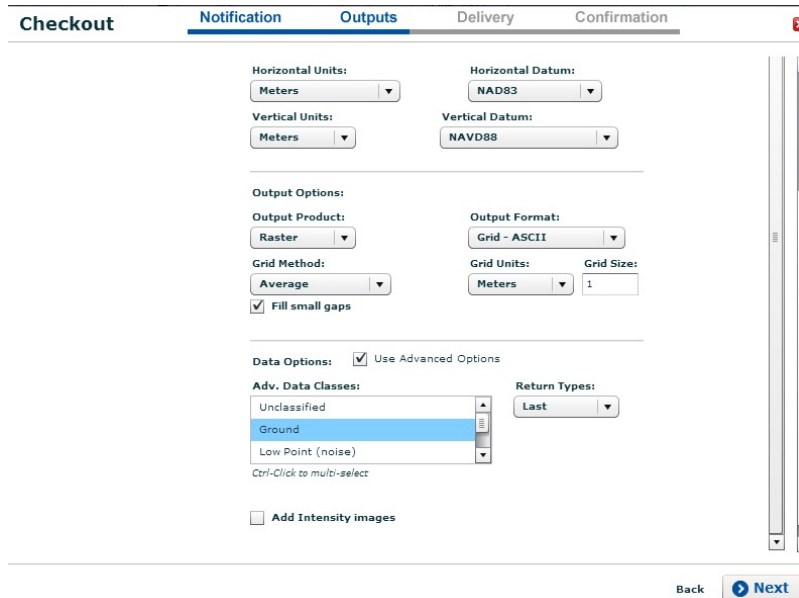 Checkout
Notification Outputs Delivery Confirmation
Horizontal Units: Horizontal Datum:
Meters NAD83
Vertical Units: Vertical Datum:
Meters NAVD88
Output Options:
Output Product: Output Format:
Raster Grid - ASCII
Grid Method: Grid Units: Grid Size:
Average Meters 1
Fill small gaps
Data Options: Use Advanced Options
Adv. Data Classes: Return Types:
Unclassified Last
Ground
Low Point (noise)
Ctrl-Click to multi-select
Add Intensity images
Back Next